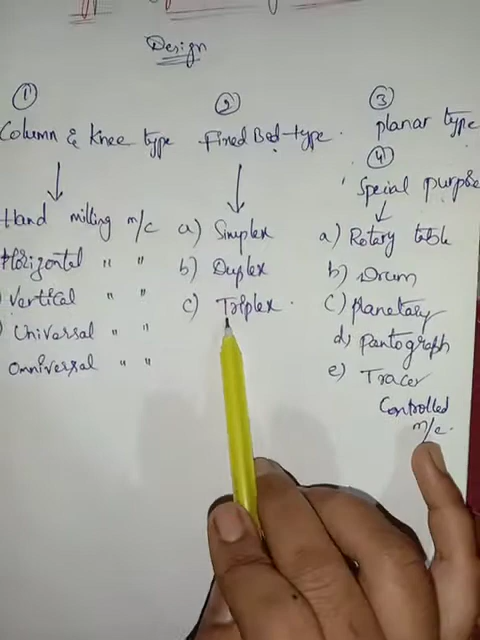 Design
①
Column & Knee type
Hand milling m/c
Horizontal " "
Vertical " "
Universal " "
Omniversal " "
②
Fixed Bed-type.
a) Simplex
b) Duplex
c) Triplex.
③
planar type
④
Special purpose
a) Rotary table
b) Drum
c) planetary
d) pantograph
e) Tracer
Controlled
m/c.